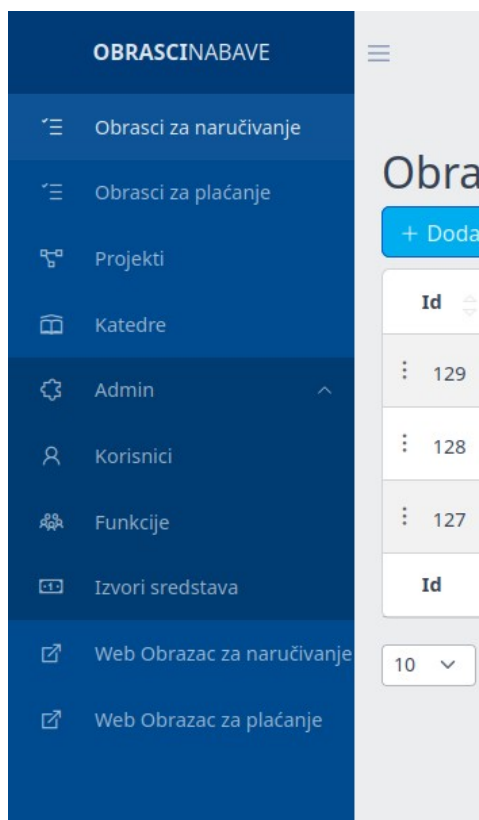 OBRASCINABAVE
Obrasci za naručivanje
Obrasci za plaćanje
Projekti
Katedre
Admin
Korisnici
Funkcije
Izvori sredstava
Web Obrazac za naručivanje
Web Obrazac za plaćanje
Obra
+ Doda
Id
129
128
127
Id
10